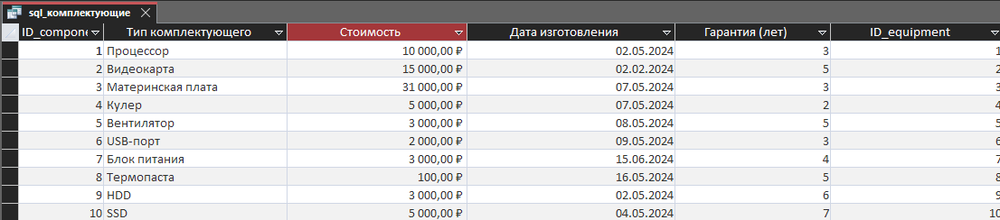 sql_комплектующие
ID_compone Тип комплектующего Стоимость Дата изготовления Гарантия (лет) ID_equipment
1 Процессор 10 000,00 ₽ 02.05.2024 3 1
2 Видеокарта 15 000,00 ₽ 02.02.2024 5 2
3 Материнская плата 31 000,00 ₽ 07.05.2024 3 3
4 Кулер 5 000,00 ₽ 07.05.2024 2 4
5 Вентилятор 3 000,00 ₽ 08.05.2024 5 5
6 USB-порт 2 000,00 ₽ 09.05.2024 3 6
7 Блок питания 3 000,00 ₽ 15.06.2024 4 7
8 Термопаста 100,00 ₽ 16.05.2024 5 8
9 HDD 3 000,00 ₽ 02.05.2024 6 9
10 SSD 5 000,00 ₽ 04.05.2024 7 10